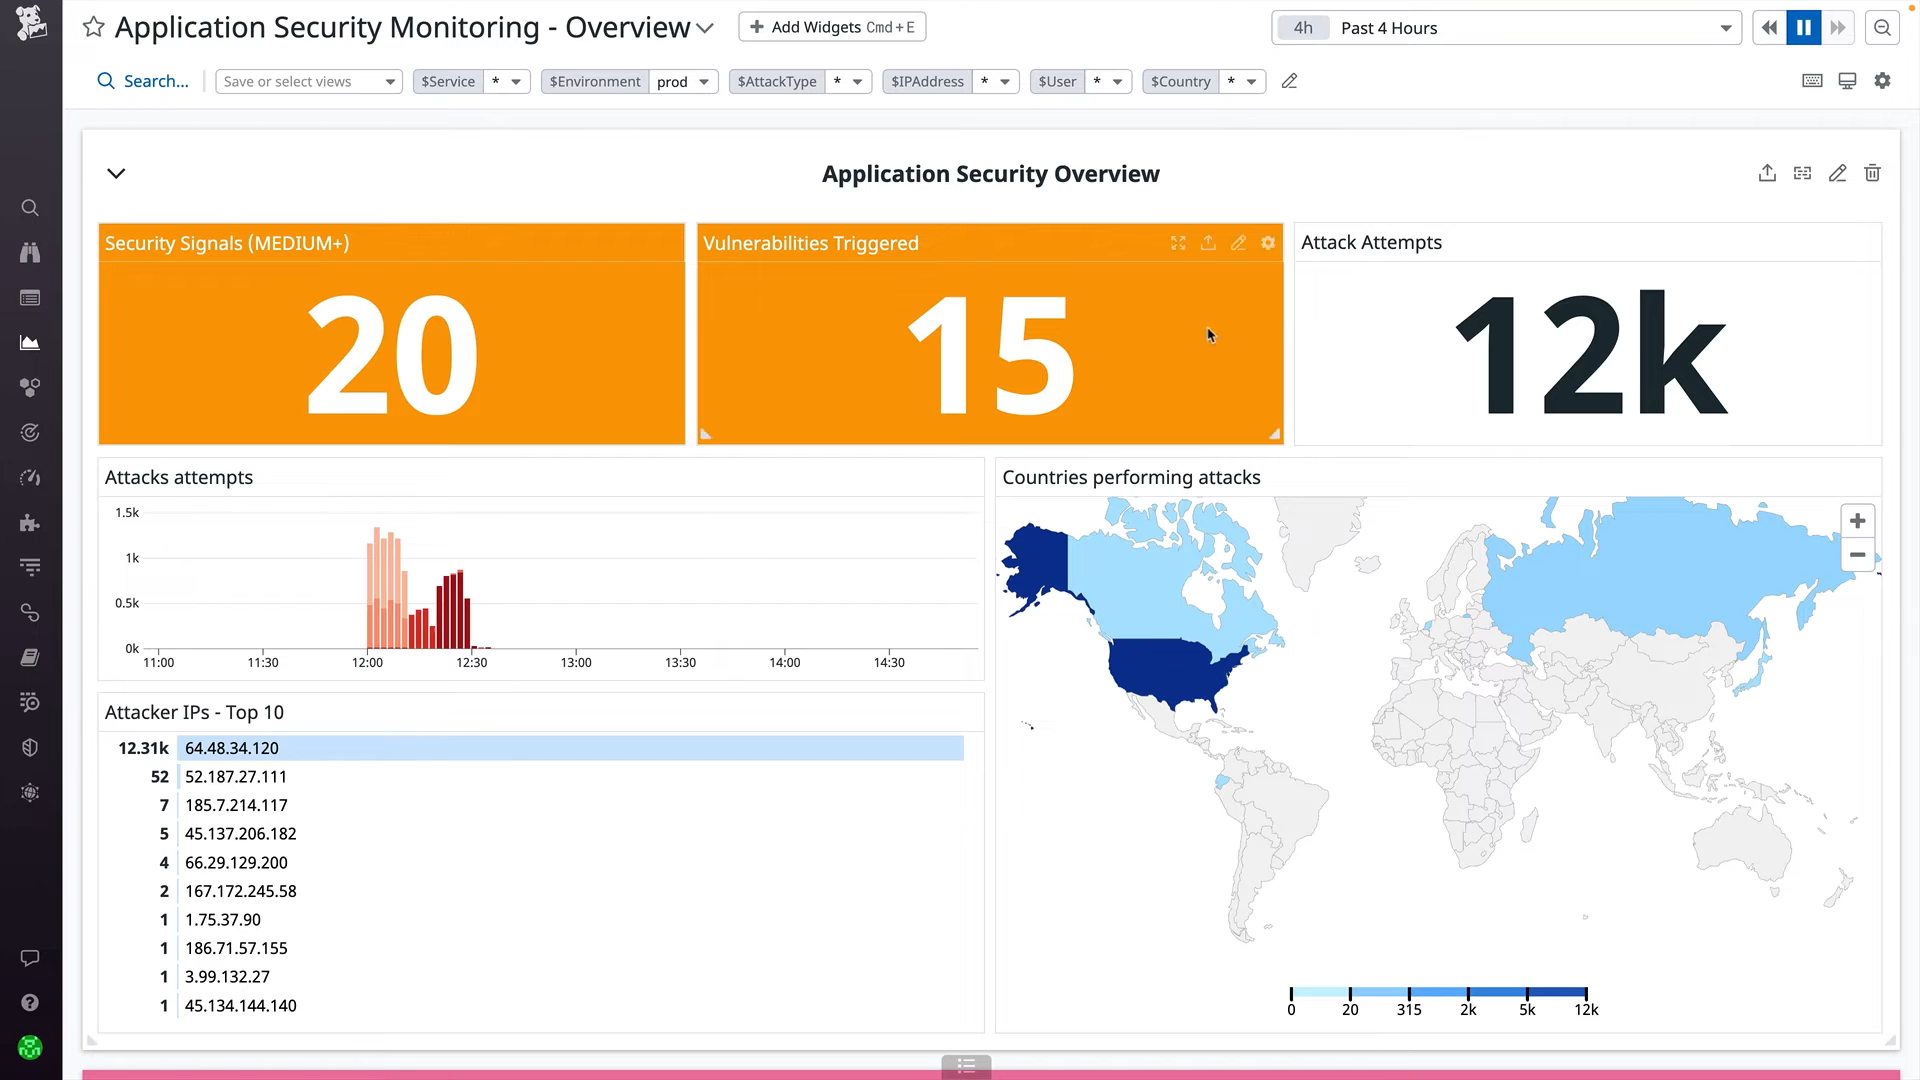 Application Security Monitoring - Overview
Add Widgets Cmd+E
4h Past 4 Hours
Search...
Save or select views
$Service *
$Environment prod
$AttackType *
$IPAddress *
$User *
$Country *
Application Security Overview
Security Signals (MEDIUM+)
20
Vulnerabilities Triggered
15
Attack Attempts
12k
Attacks attempts
1.5k
1k
0.5k
0k
11:00 11:30 12:00 12:30 13:00 13:30 14:00 14:30
Attacker IPs - Top 10
12.31k 64.48.34.120
52 52.187.27.111
7 185.7.214.117
5 45.137.206.182
4 66.29.129.200
2 167.172.245.58
1 1.75.37.90
1 186.71.57.155
1 3.99.132.27
1 45.134.144.140
Countries performing attacks
+
−
0 20 315 2k 5k 12k